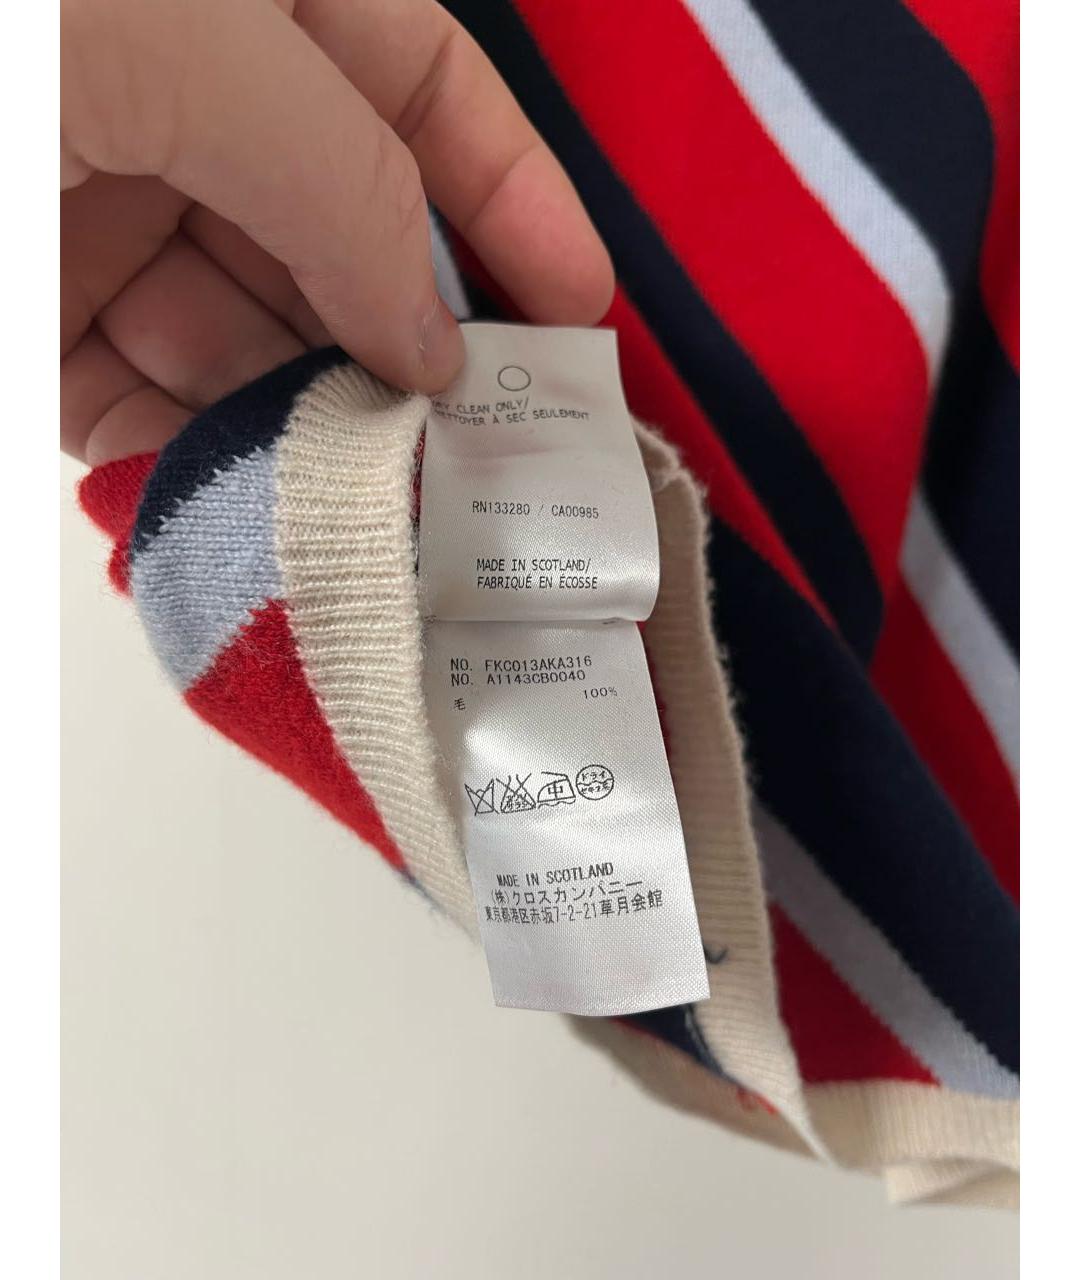 DRY CLEAN ONLY/
NETTOYER À SEC SEULEMENT
RN133280 / CA00985
MADE IN SCOTLAND/
FABRIQUÉ EN ÉCOSSE
NO. FKC013AKA316
NO. A1143CB0040
毛 100%
中 ドライ
MADE IN SCOTLAND
(株)クロスカンパニー
東京都港区赤坂7-2-21草月会館